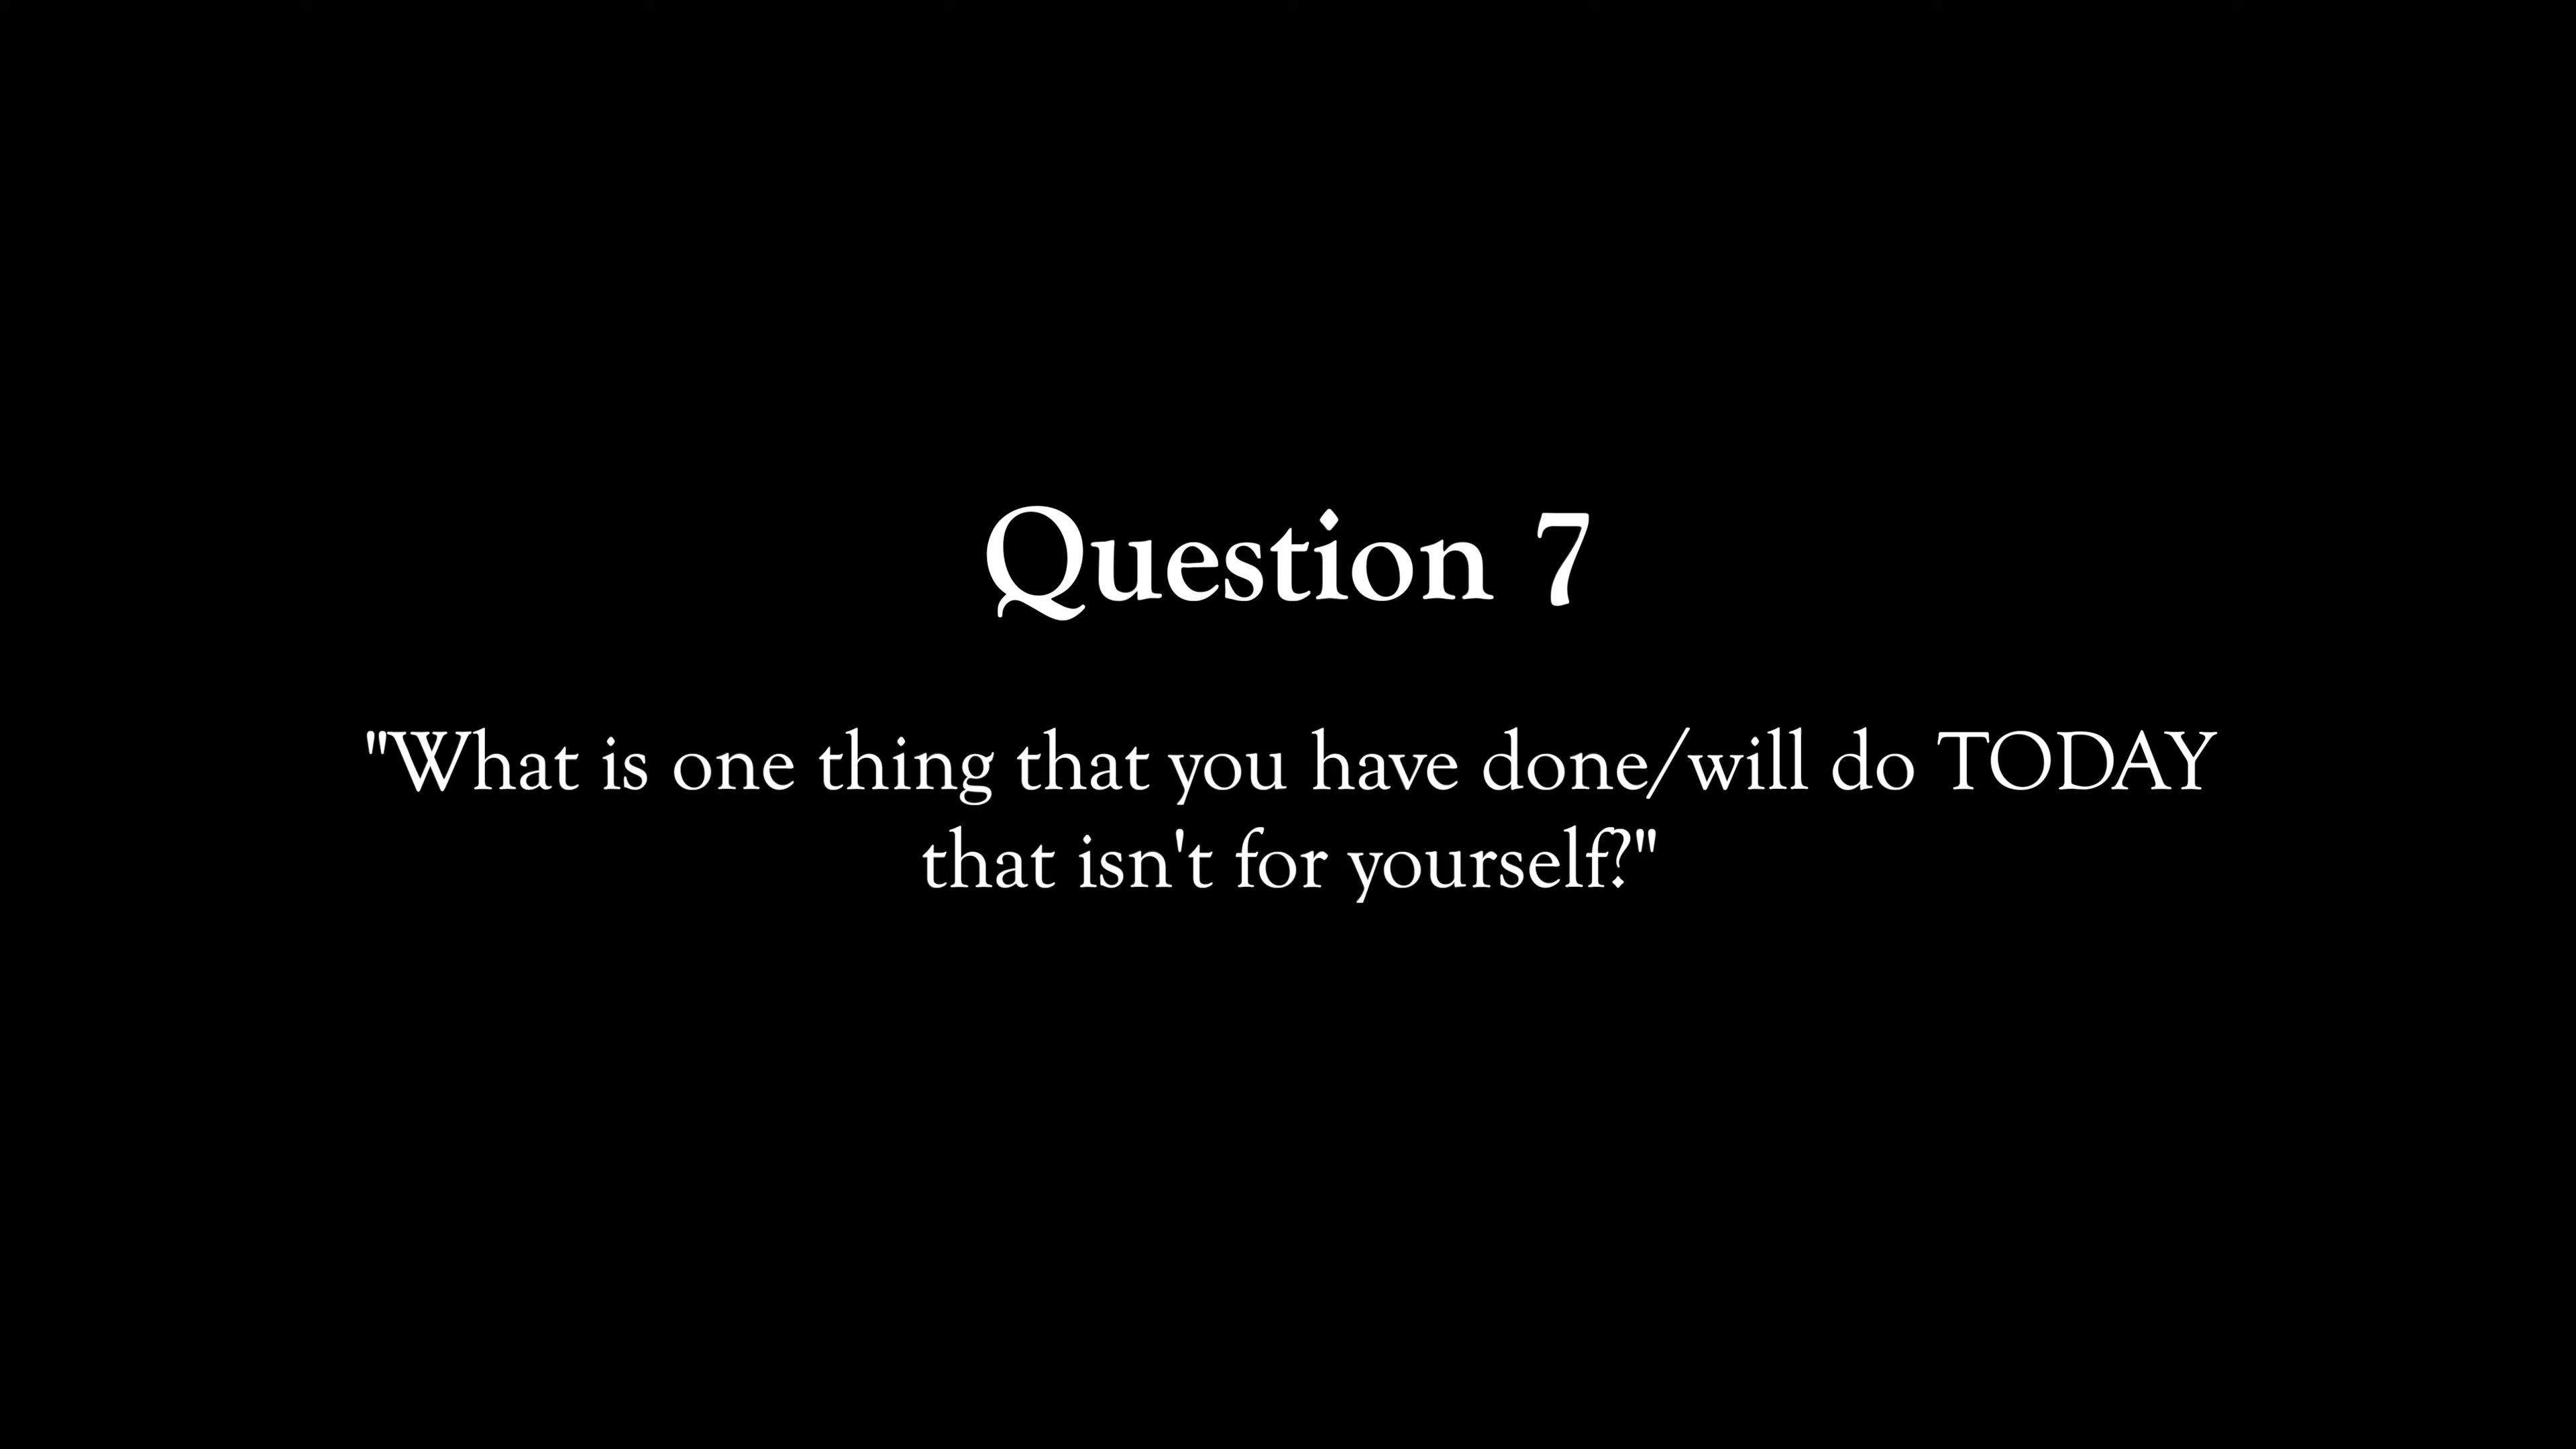 Question 7
"What is one thing that you have done/will do TODAY
that isn't for yourself?"